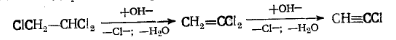 ClCH₂—CHCl₂ +OH− / −Cl−; −H₂O → CH₂=CCl₂ +OH− / −Cl−; −H₂O → CH≡CCl